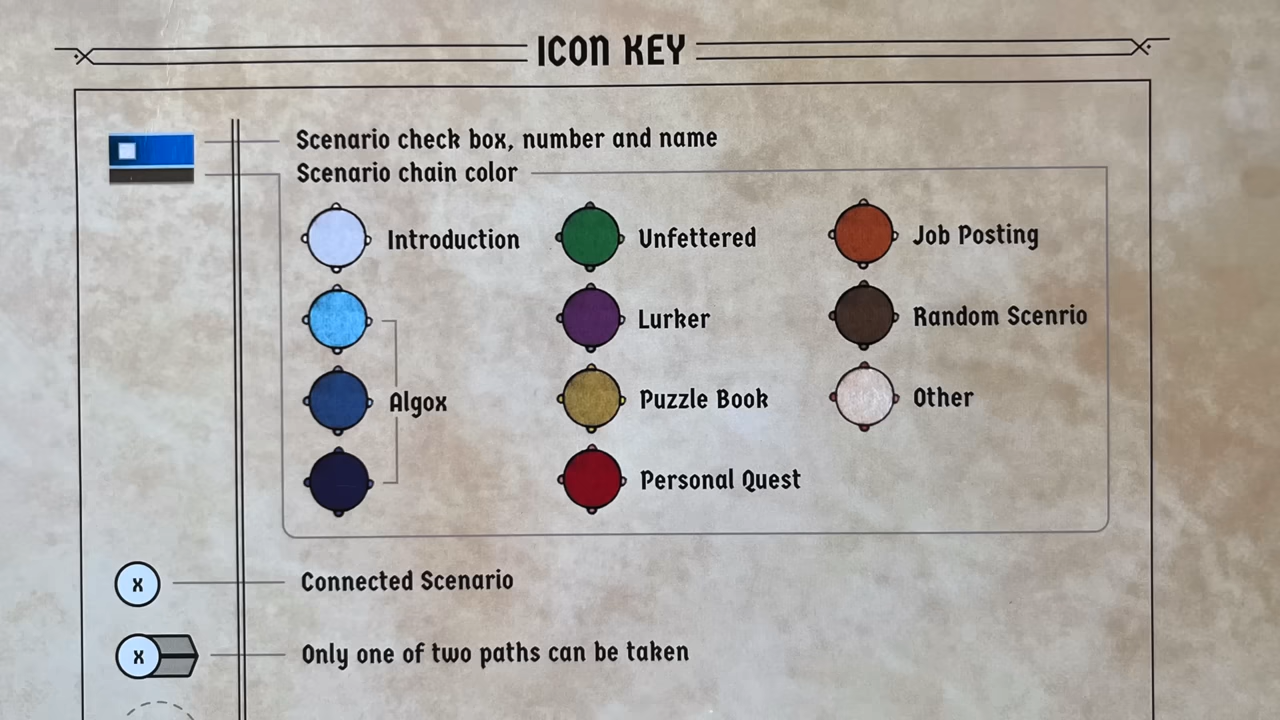 ICON KEY
Scenario check box, number and name
Scenario chain color
Introduction
Unfettered
Job Posting
Lurker
Random Scenrio
Algox
Puzzle Book
Other
Personal Quest
X
Connected Scenario
X
Only one of two paths can be taken